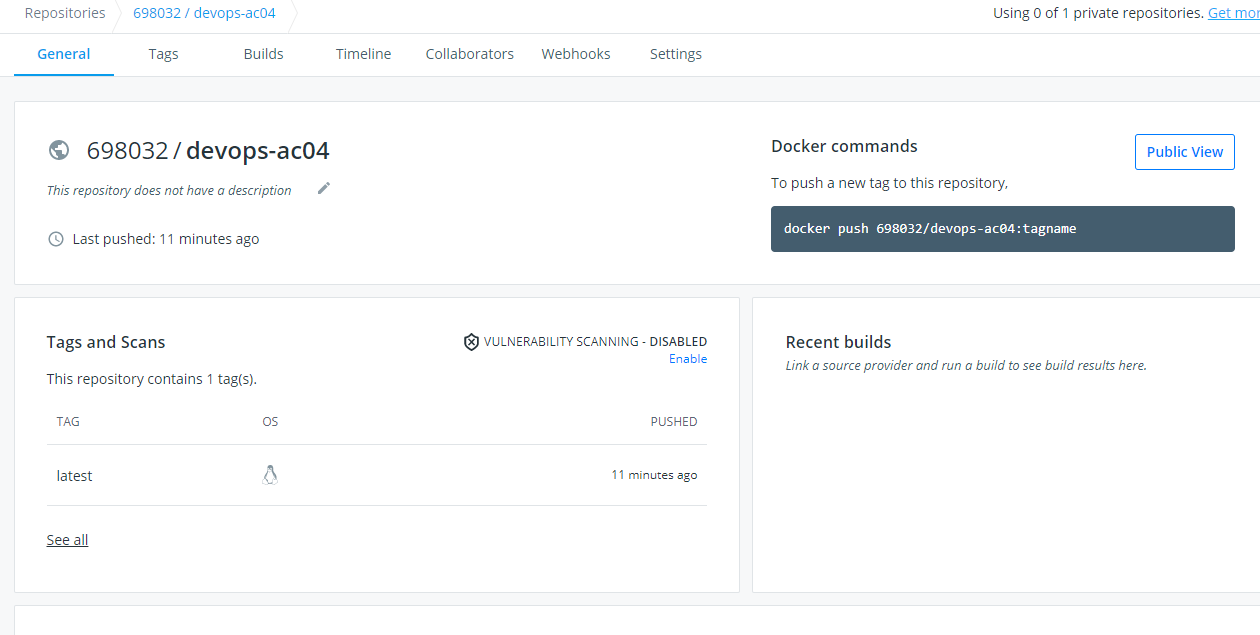 Repositories 698032 / devops-ac04 Using 0 of 1 private repositories. Get
General Tags Builds Timeline Collaborators Webhooks Settings
698032 / devops-ac04
This repository does not have a description
Last pushed: 11 minutes ago
Docker commands
Public View
To push a new tag to this repository,
docker push 698032/devops-ac04:tagname
Tags and Scans
VULNERABILITY SCANNING - DISABLED
Enable
This repository contains 1 tag(s).
TAG OS PUSHED
latest 11 minutes ago
See all
Recent builds
Link a source provider and run a build to see build results here.